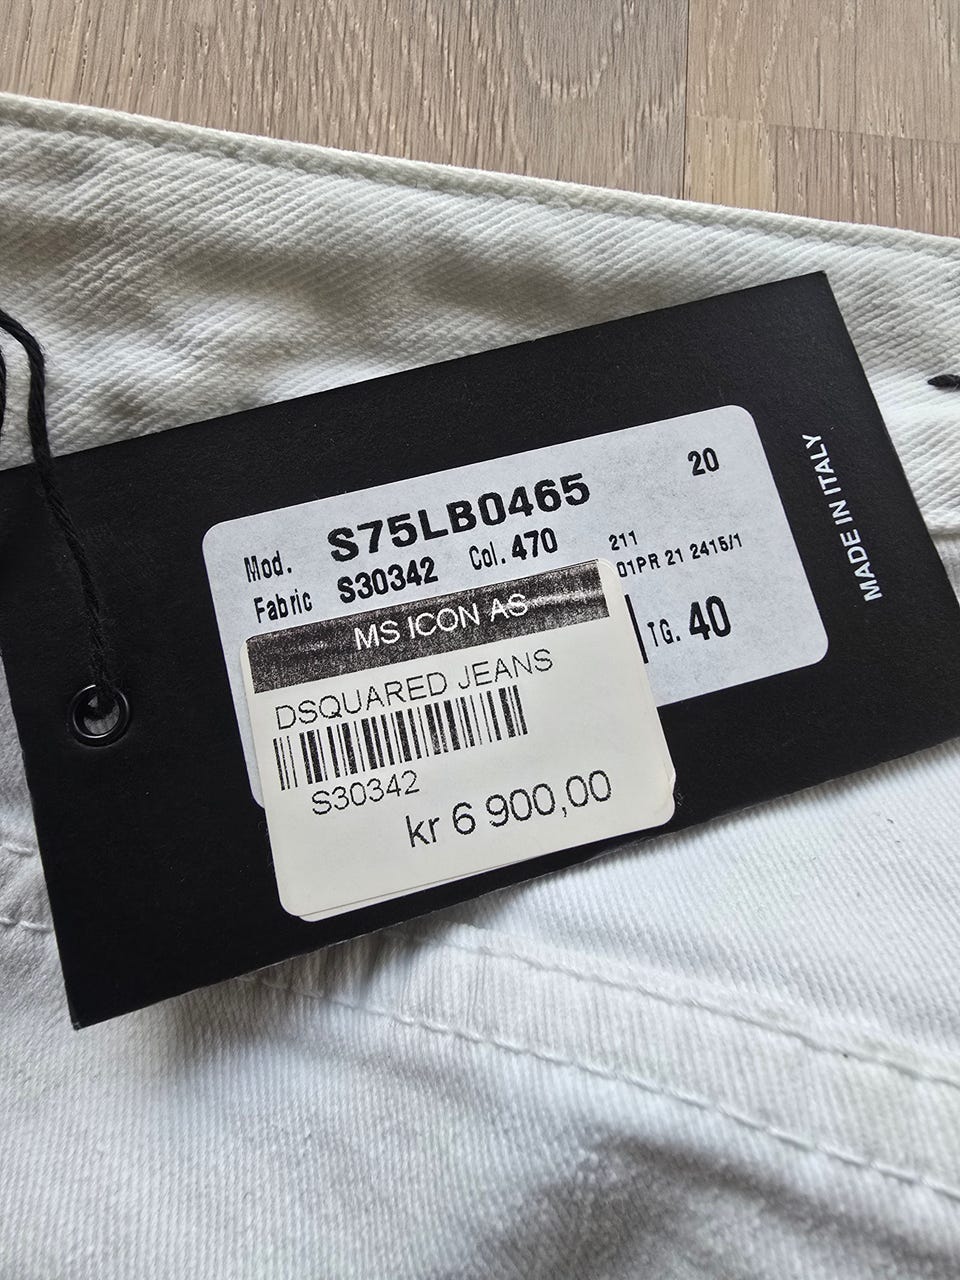 20
Mod. S75LB0465
Fabric S30342 Col. 470
211
01PR 21 2415/1
TG. 40
MS ICON AS
DSQUARED JEANS
S30342
kr 6 900,00
MADE IN ITALY